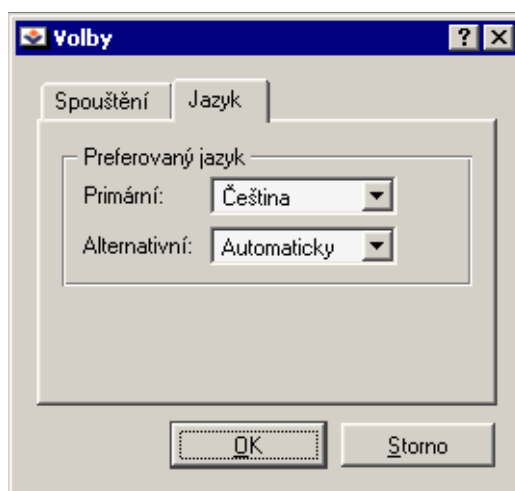 Volby
Spouštění Jazyk
Preferovaný jazyk
Primární: Čeština
Alternativní: Automaticky
OK Storno